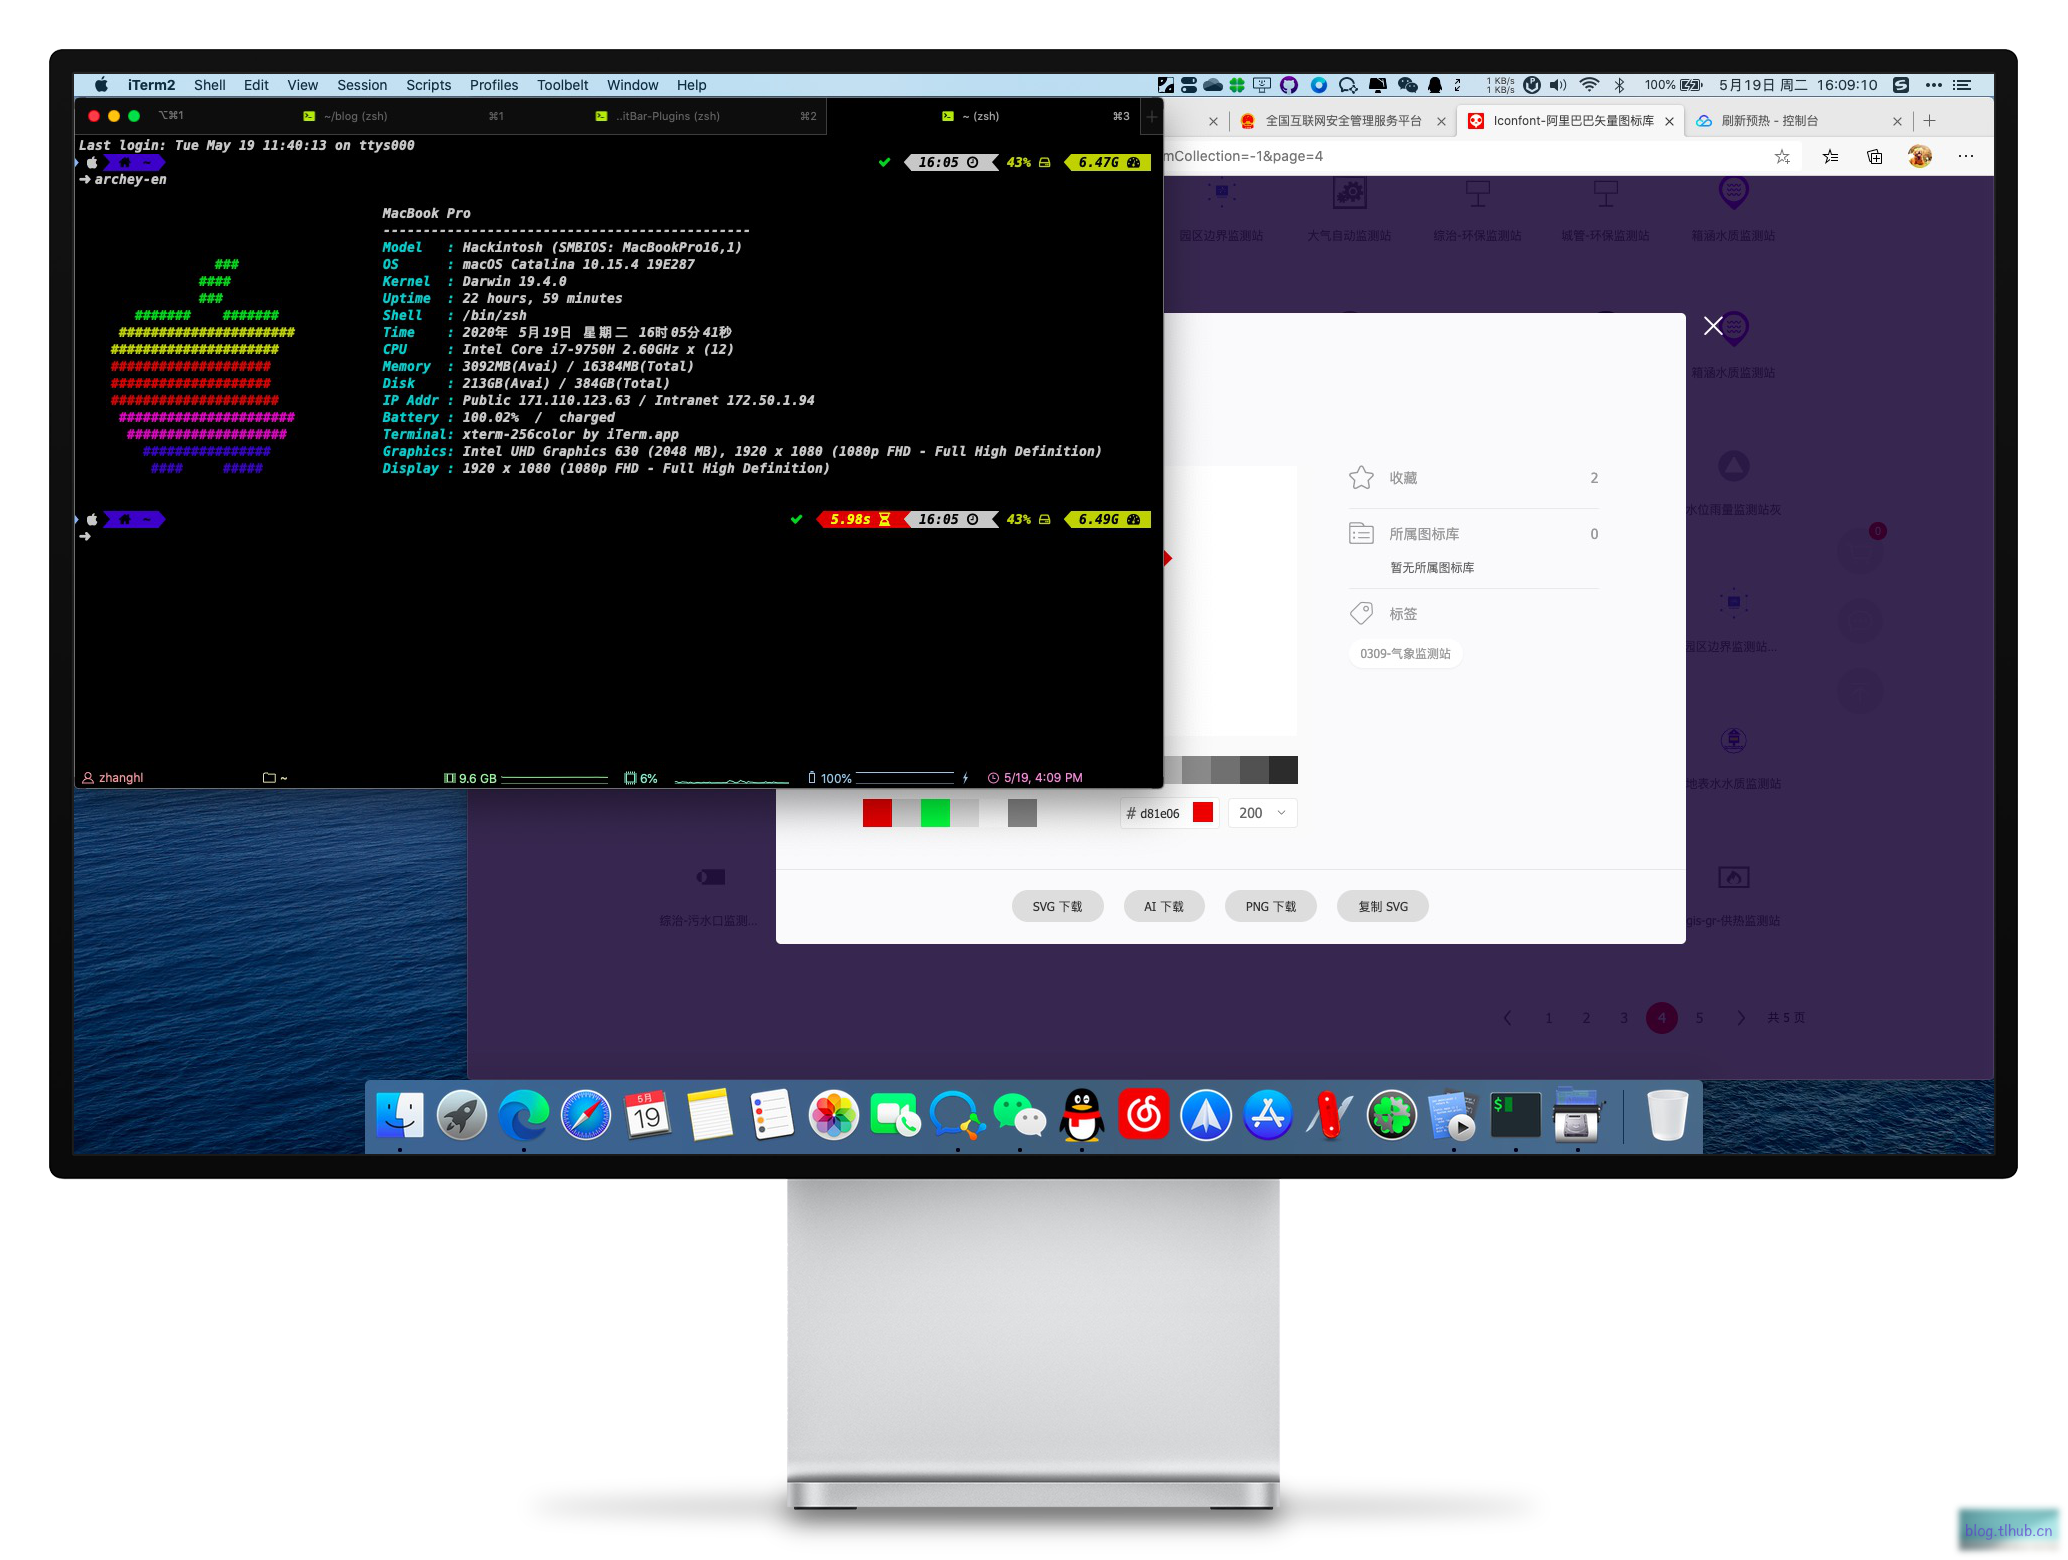 iTerm2 Shell Edit View Session Scripts Profiles Toolbelt Window Help 1 KB/s 1 KB/s 100% 5月19日 周二 16:09:10
⌥⌘1 ~/blog (zsh) ⌘1 ..itBar-Plugins (zsh) ⌘2 ~ (zsh) ⌘3
Last login: Tue May 19 11:40:13 on ttys000
~ 16:05 43% 6.47G
➜ archey-en
MacBook Pro
----------------------------------------------
Model : Hackintosh (SMBIOS: MacBookPro16,1)
### OS : macOS Catalina 10.15.4 19E287
#### Kernel : Darwin 19.4.0
### Uptime : 22 hours, 59 minutes
####### ####### Shell : /bin/zsh
###################### Time : 2020年 5月19日 星期二 16时05分41秒
##################### CPU : Intel Core i7-9750H 2.60GHz x (12)
#################### Memory : 3092MB(Avai) / 16384MB(Total)
#################### Disk : 213GB(Avai) / 384GB(Total)
##################### IP Addr : Public 171.110.123.63 / Intranet 172.50.1.94
###################### Battery : 100.02% / charged
#################### Terminal: xterm-256color by iTerm.app
################ Graphics: Intel UHD Graphics 630 (2048 MB), 1920 x 1080 (1080p FHD - Full High Definition)
#### ##### Display : 1920 x 1080 (1080p FHD - Full High Definition)
~ 5.98s 16:05 43% 6.49G
➜
zhanghl ~ 9.6 GB 6% 100% 5/19, 4:09 PM
全国互联网安全管理服务平台 Iconfont-阿里巴巴矢量图标库 刷新预热 - 控制台
mCollection=-1&page=4
园区边界监测站 大气自动监测站 综治-环保监测站 城管-环保监测站 箱涵水质监测站
箱涵水质监测站
水位雨量监测站灰
0
园区边界监测站...
地表水水质监测站
收藏 2
所属图标库 0
暂无所属图标库
标签
0309-气象监测站
# d81e06 200
SVG 下载 AI 下载 PNG 下载 复制 SVG
综治-污水口监测...
gis-gr-供热监测站
1 2 3 4 5 共 5 页
5月
19
$
blog.tlhub.cn